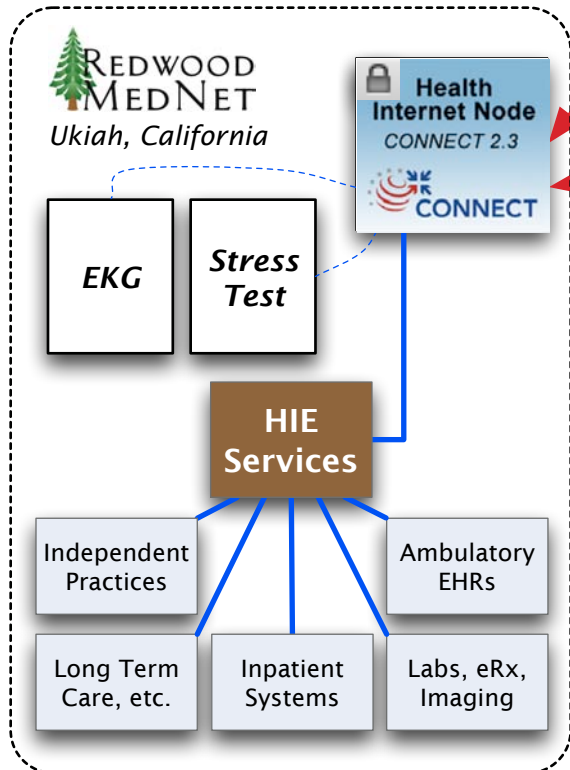 REDWOOD
MEDNET
Ukiah, California
Health
Internet Node
CONNECT 2.3
CONNECT
EKG
Stress
Test
HIE
Services
Independent
Practices
Ambulatory
EHRs
Long Term
Care, etc.
Inpatient
Systems
Labs, eRx,
Imaging